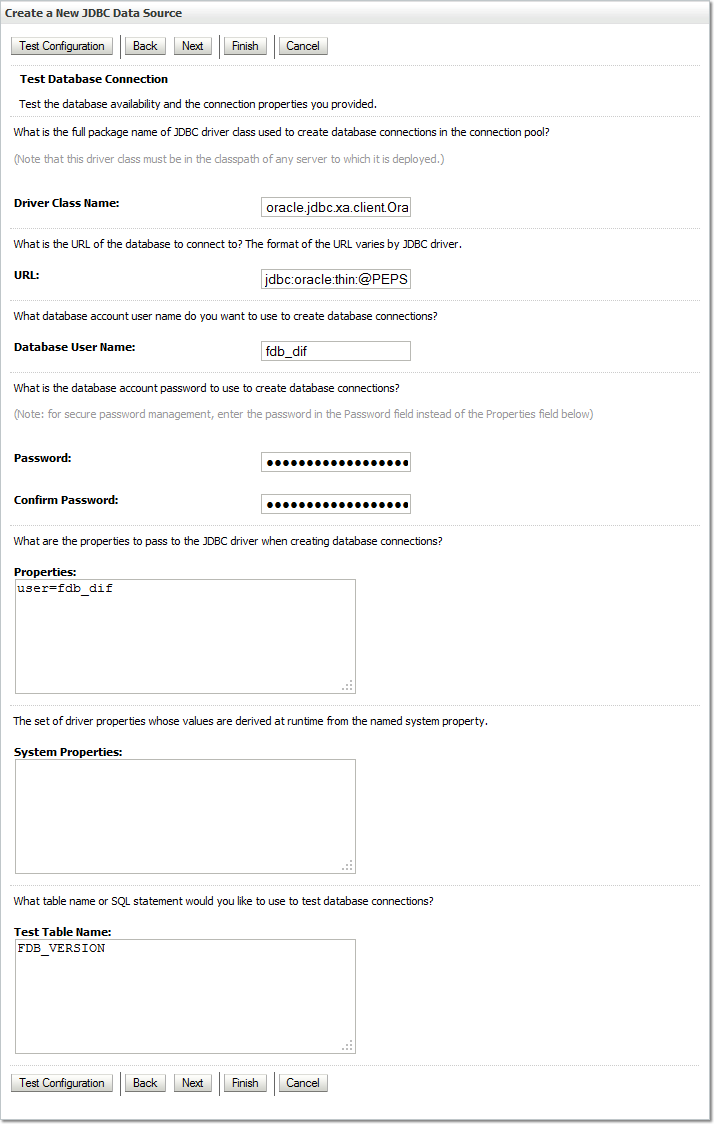 Create a New JDBC Data Source
Test Configuration Back Next Finish Cancel
Test Database Connection
Test the database availability and the connection properties you provided.
What is the full package name of JDBC driver class used to create database connections in the connection pool?
(Note that this driver class must be in the classpath of any server to which it is deployed.)
Driver Class Name: oracle.jdbc.xa.client.Ora
What is the URL of the database to connect to? The format of the URL varies by JDBC driver.
URL: jdbc:oracle:thin:@PEPS
What database account user name do you want to use to create database connections?
Database User Name: fdb_dif
What is the database account password to use to create database connections?
(Note: for secure password management, enter the password in the Password field instead of the Properties field below)
Password: ••••••••••••••••••
Confirm Password: ••••••••••••••••••
What are the properties to pass to the JDBC driver when creating database connections?
Properties:
user=fdb_dif
The set of driver properties whose values are derived at runtime from the named system property.
System Properties:
What table name or SQL statement would you like to use to test database connections?
Test Table Name:
FDB_VERSION
Test Configuration Back Next Finish Cancel